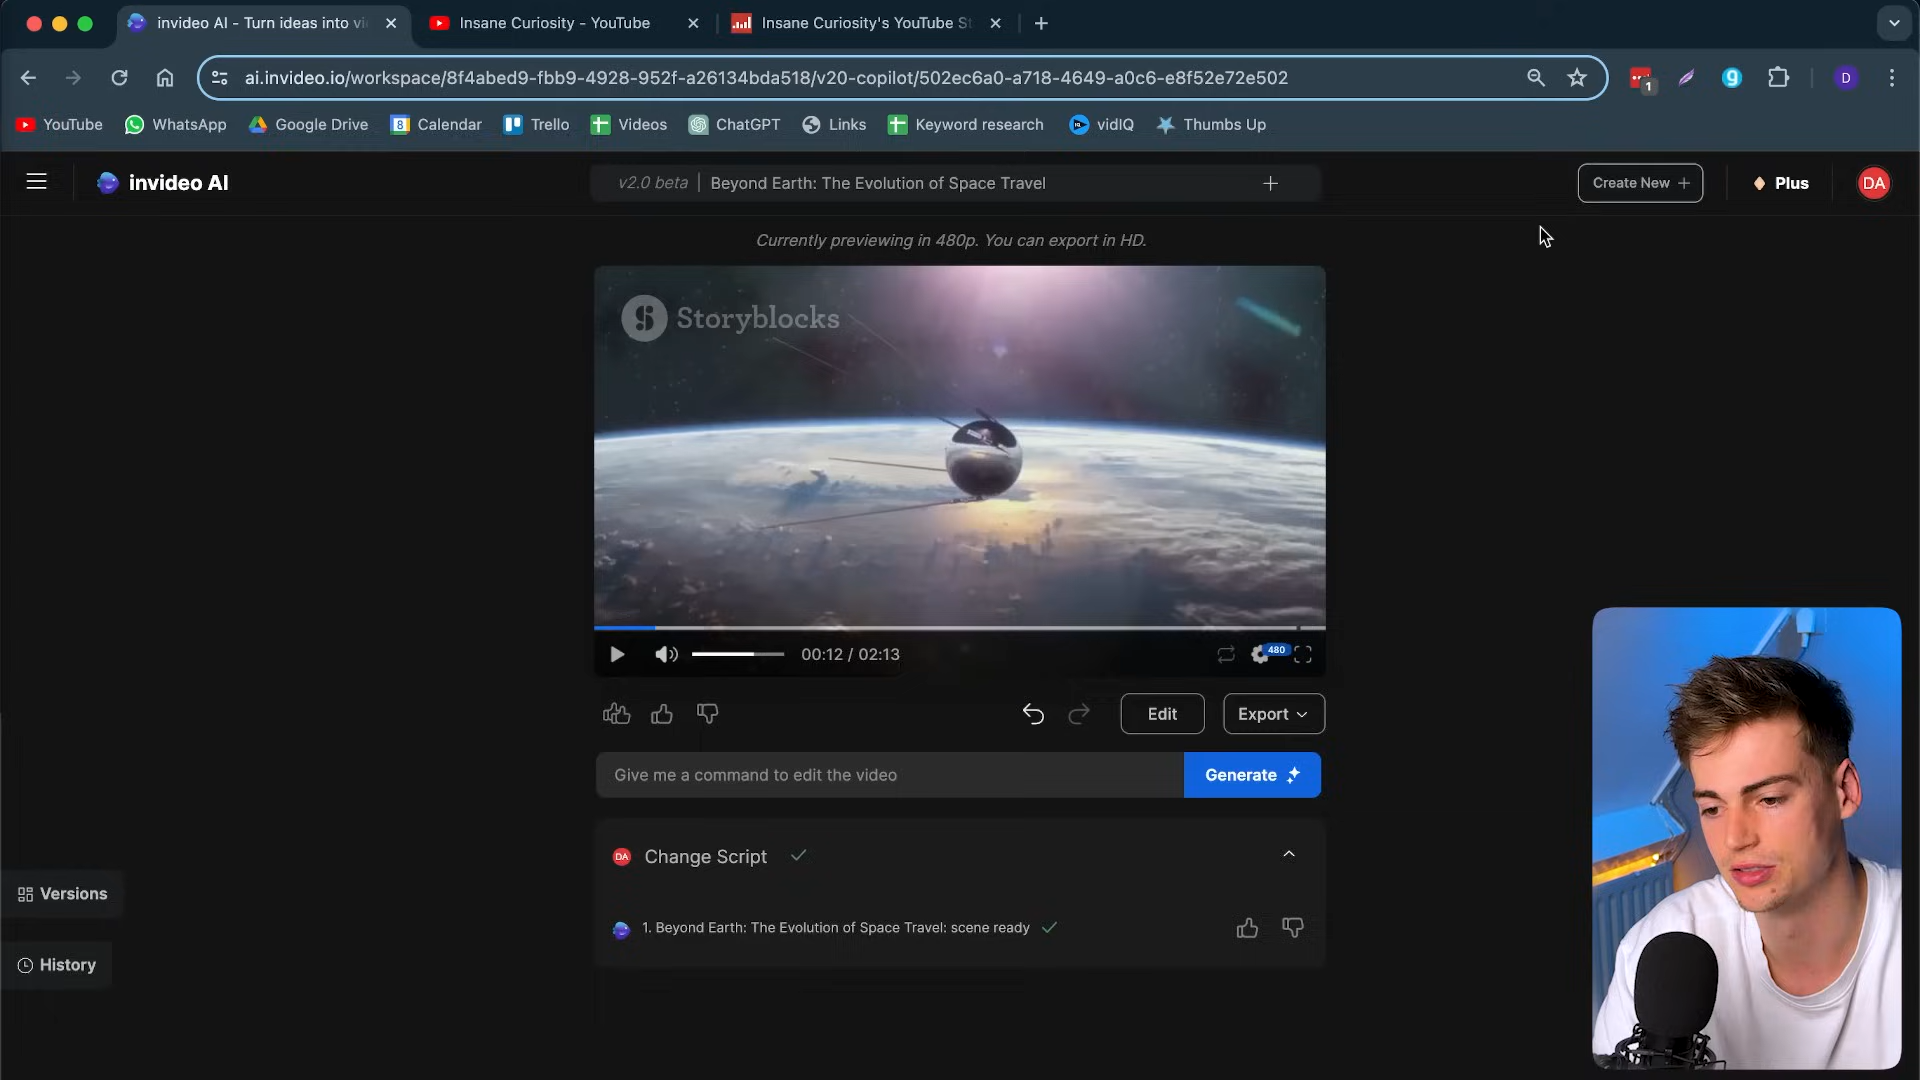 invideo AI - Turn ideas into vi
Insane Curiosity - YouTube
Insane Curiosity's YouTube St
ai.invideo.io/workspace/8f4abed9-fbb9-4928-952f-a26134bda518/v20-copilot/502ec6a0-a718-4649-a0c6-e8f52e72e502
1
g
D
YouTube
WhatsApp
Google Drive
8
Calendar
Trello
Videos
ChatGPT
Links
Keyword research
vidIQ
Thumbs Up
invideo AI
v2.0 beta | Beyond Earth: The Evolution of Space Travel
Create New
Plus
DA
Currently previewing in 480p. You can export in HD.
Storyblocks
00:12 / 02:13
480
Edit
Export
Give me a command to edit the video
Generate
DA
Change Script
1. Beyond Earth: The Evolution of Space Travel: scene ready
Versions
History